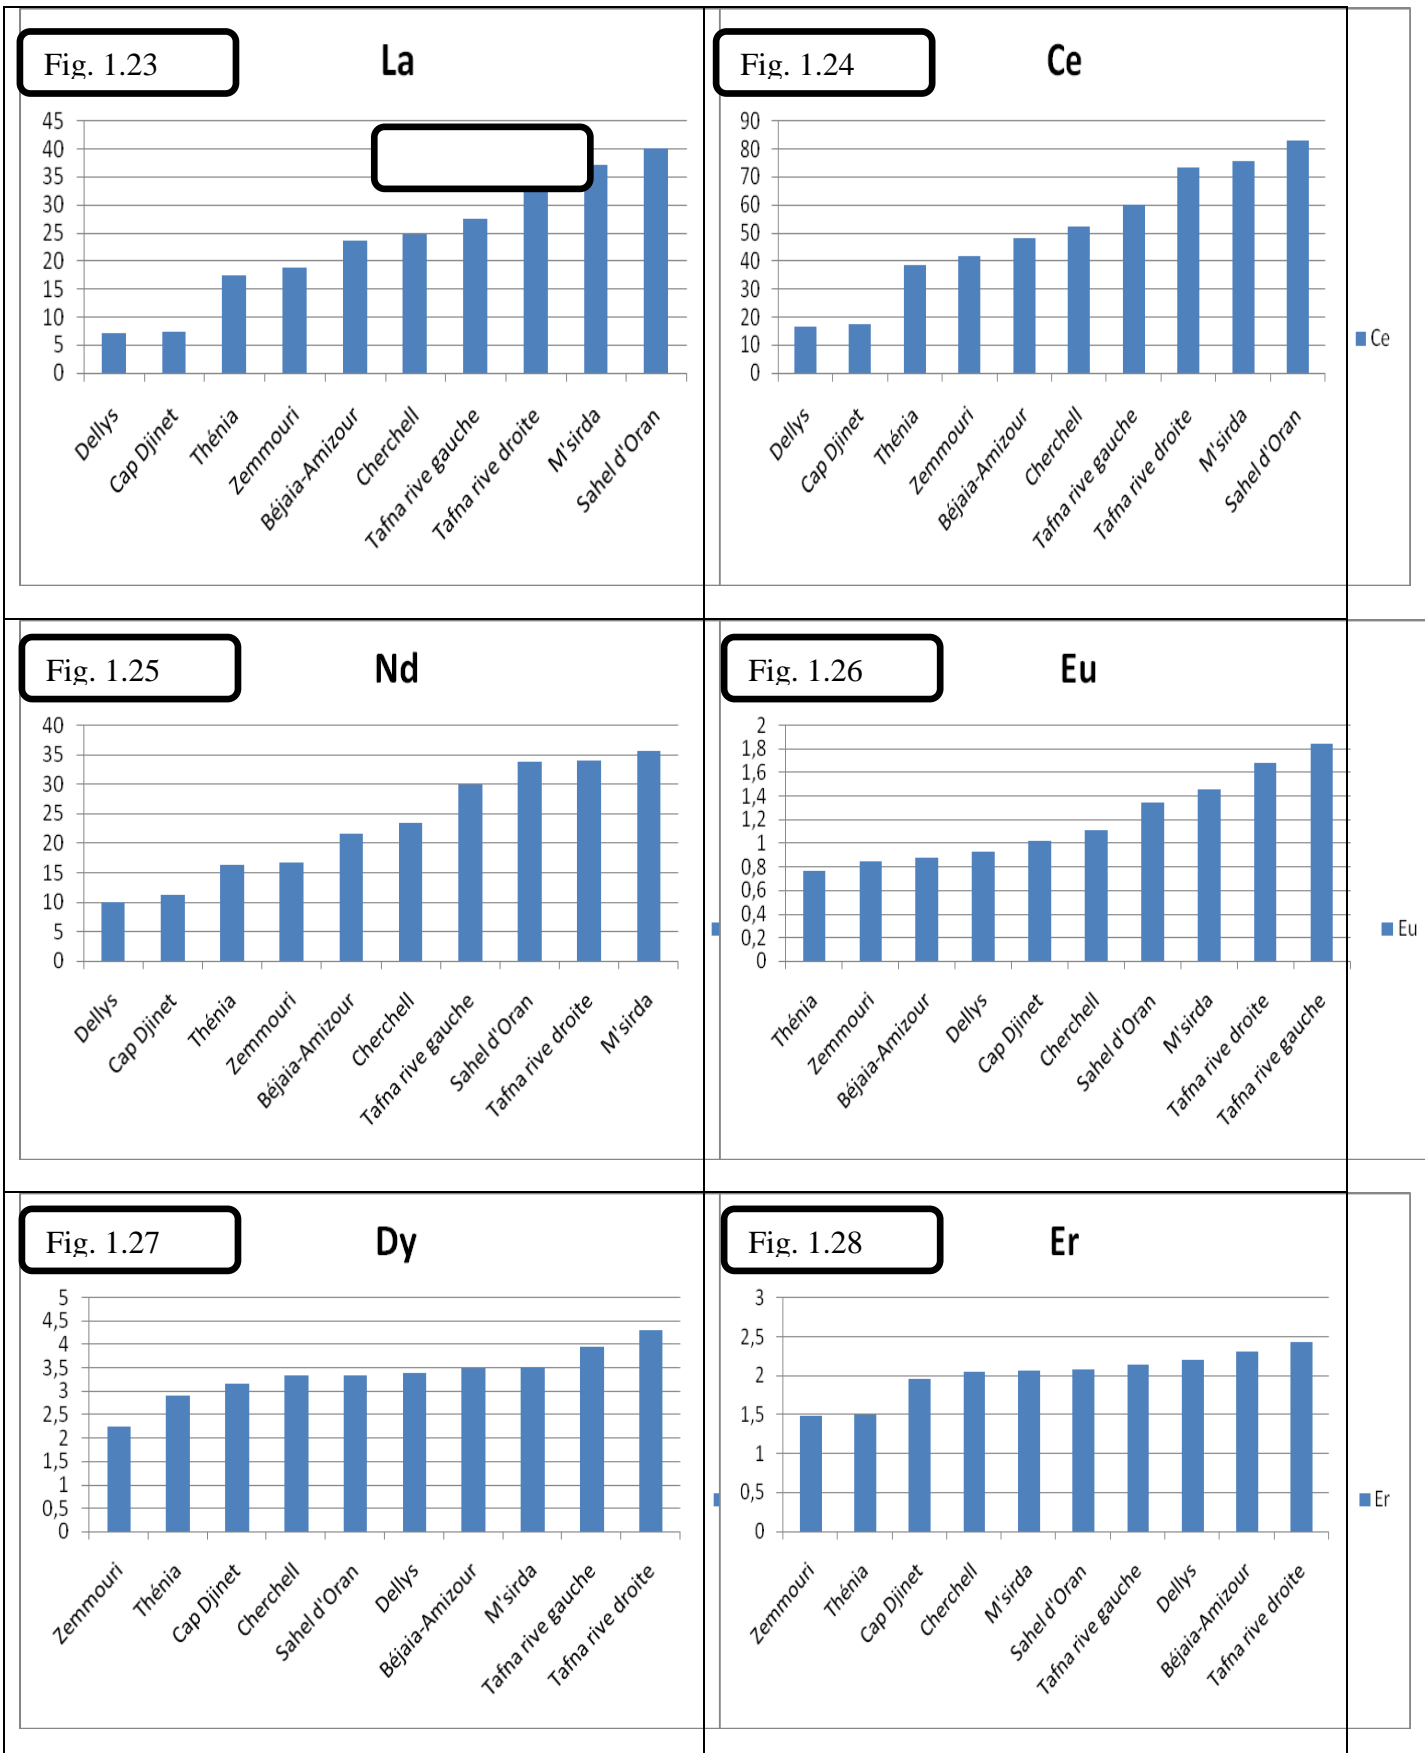 Fig. 1.23
La
45
40
35
30
25
20
15
10
5
0
Dellys
Cap Djinet
Thénia
Zemmouri
Béjaia-Amizour
Cherchell
Tafna rive gauche
Tafna rive droite
M'sirda
Sahel d'Oran
Fig. 1.24
Ce
90
80
70
60
50
40
30
20
10
0
Dellys
Cap Djinet
Thénia
Zemmouri
Béjaia-Amizour
Cherchell
Tafna rive gauche
Tafna rive droite
M'sirda
Sahel d'Oran
Ce
Fig. 1.25
Nd
40
35
30
25
20
15
10
5
0
Dellys
Cap Djinet
Thénia
Zemmouri
Béjaia-Amizour
Cherchell
Tafna rive gauche
Sahel d'Oran
Tafna rive droite
M'sirda
Fig. 1.26
Eu
2
1,8
1,6
1,4
1,2
1
0,8
0,6
0,4
0,2
0
Thénia
Zemmouri
Béjaia-Amizour
Dellys
Cap Djinet
Cherchell
Sahel d'Oran
M'sirda
Tafna rive droite
Tafna rive gauche
Eu
Fig. 1.27
Dy
5
4,5
4
3,5
3
2,5
2
1,5
1
0,5
0
Zemmouri
Thénia
Cap Djinet
Cherchell
Sahel d'Oran
Dellys
Béjaia-Amizour
M'sirda
Tafna rive gauche
Tafna rive droite
Fig. 1.28
Er
3
2,5
2
1,5
1
0,5
0
Zemmouri
Thénia
Cap Djinet
Cherchell
M'sirda
Sahel d'Oran
Tafna rive gauche
Dellys
Béjaia-Amizour
Tafna rive droite
Er